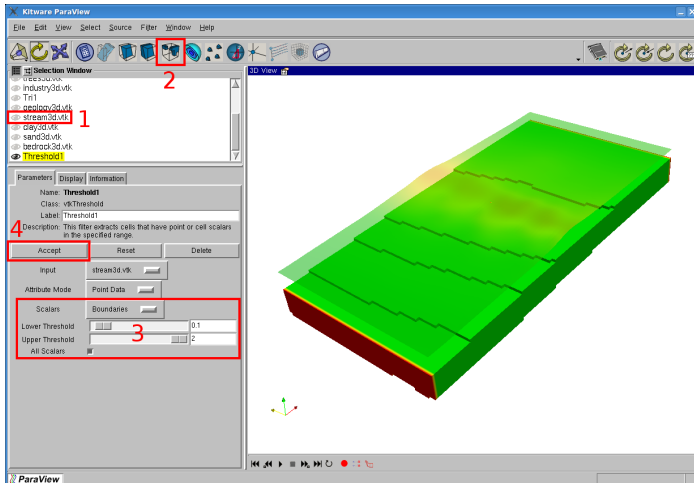 Kitware ParaView
File Edit View Select Source Filter Window Help
2
Selection Window
3D View
trees3d.vtk
industry3d.vtk
Tri1
geology3d.vtk
stream3d.vtk
1
clay3d.vtk
sand3d.vtk
bedrock3d.vtk
Threshold1
Parameters Display Information
Name: Threshold1
Class: vtkThreshold
Label: Threshold1
4
Description: This filter extracts cells that have point or cell scalars
in the specified range.
Accept Reset Delete
Input stream3d.vtk
Attribute Mode Point Data
Scalars Boundaries
Lower Threshold 0.1
3
Upper Threshold 2
All Scalars
ParaView